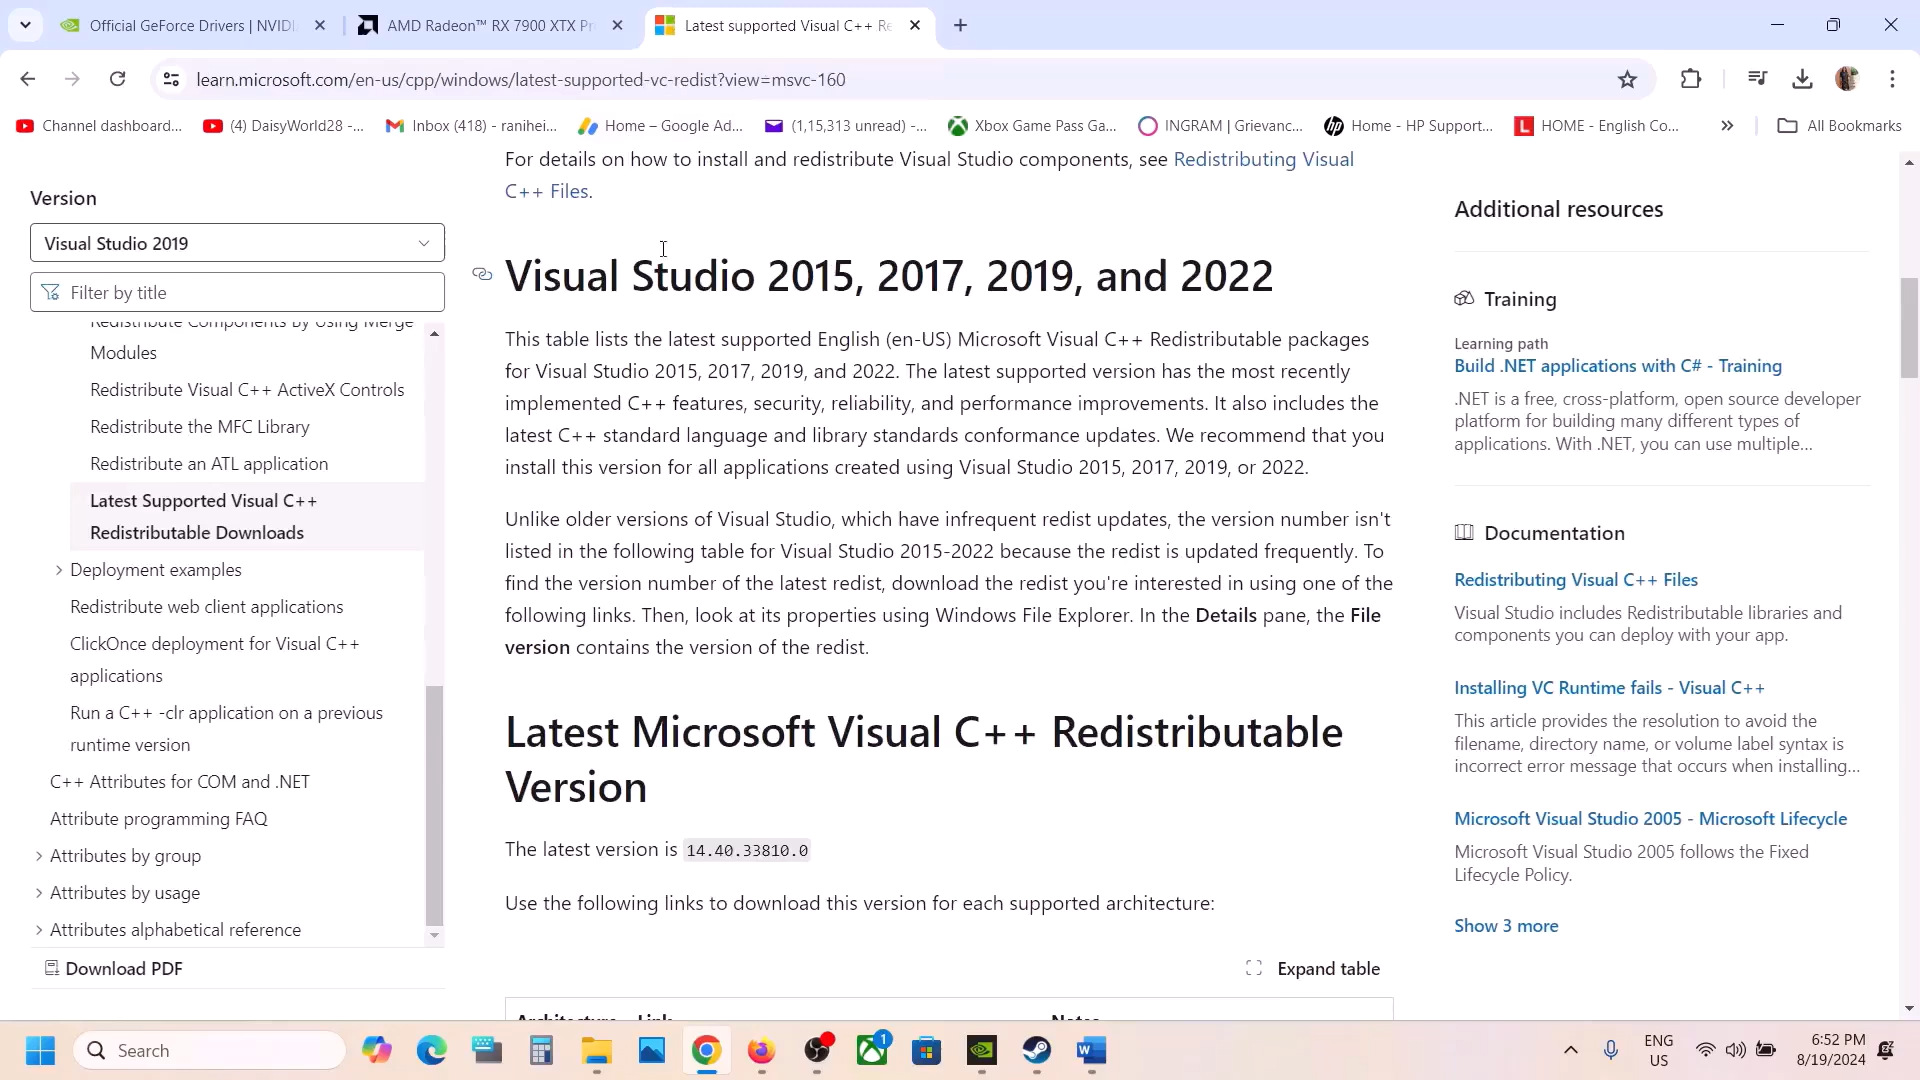 Official GeForce Drivers | NVIDI
AMD Radeon™ RX 7900 XTX Pr
Latest supported Visual C++ Re
learn.microsoft.com/en-us/cpp/windows/latest-supported-vc-redist?view=msvc-160
Channel dashboard...
(4) DaisyWorld28 -...
Inbox (418) - ranihei...
Home – Google Ad...
(1,15,313 unread) -...
Xbox Game Pass Ga...
INGRAM | Grievanc...
Home - HP Support...
HOME - English Co...
All Bookmarks
Version
Visual Studio 2019
Filter by title
Redistribute Components By Using Merge
Modules
Redistribute Visual C++ ActiveX Controls
Redistribute the MFC Library
Redistribute an ATL application
Latest Supported Visual C++
Redistributable Downloads
Deployment examples
Redistribute web client applications
ClickOnce deployment for Visual C++
applications
Run a C++ -clr application on a previous
runtime version
C++ Attributes for COM and .NET
Attribute programming FAQ
Attributes by group
Attributes by usage
Attributes alphabetical reference
Download PDF
For details on how to install and redistribute Visual Studio components, see Redistributing Visual
C++ Files.
Visual Studio 2015, 2017, 2019, and 2022
This table lists the latest supported English (en-US) Microsoft Visual C++ Redistributable packages
for Visual Studio 2015, 2017, 2019, and 2022. The latest supported version has the most recently
implemented C++ features, security, reliability, and performance improvements. It also includes the
latest C++ standard language and library standards conformance updates. We recommend that you
install this version for all applications created using Visual Studio 2015, 2017, 2019, or 2022.
Unlike older versions of Visual Studio, which have infrequent redist updates, the version number isn't
listed in the following table for Visual Studio 2015-2022 because the redist is updated frequently. To
find the version number of the latest redist, download the redist you're interested in using one of the
following links. Then, look at its properties using Windows File Explorer. In the Details pane, the File
version contains the version of the redist.
Latest Microsoft Visual C++ Redistributable
Version
The latest version is 14.40.33810.0
Use the following links to download this version for each supported architecture:
Expand table
Architecture Link Notes
Additional resources
Training
Learning path
Build .NET applications with C# - Training
.NET is a free, cross-platform, open source developer
platform for building many different types of
applications. With .NET, you can use multiple...
Documentation
Redistributing Visual C++ Files
Visual Studio includes Redistributable libraries and
components you can deploy with your app.
Installing VC Runtime fails - Visual C++
This article provides the resolution to avoid the
filename, directory name, or volume label syntax is
incorrect error message that occurs when installing...
Microsoft Visual Studio 2005 - Microsoft Lifecycle
Microsoft Visual Studio 2005 follows the Fixed
Lifecycle Policy.
Show 3 more
Search
1
ENG
US
6:52 PM
8/19/2024